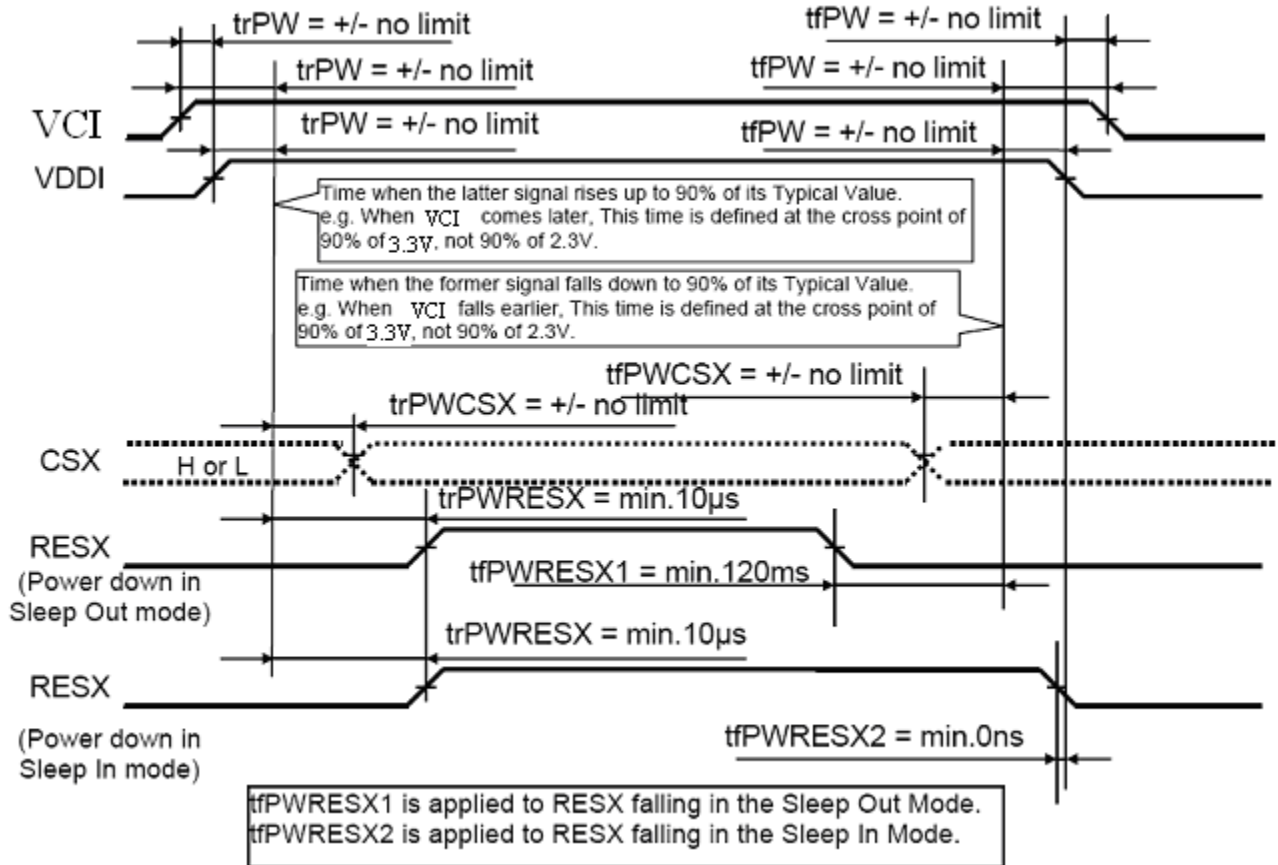 trPW = +/- no limit
tfPW = +/- no limit
trPW = +/- no limit
tfPW = +/- no limit
VCI
trPW = +/- no limit
tfPW = +/- no limit
VDDI
Time when the latter signal rises up to 90% of its Typical Value.
e.g. When VCI comes later, This time is defined at the cross point of
90% of 3.3V, not 90% of 2.3V.
Time when the former signal falls down to 90% of its Typical Value.
e.g. When VCI falls earlier, This time is defined at the cross point of
90% of 3.3V, not 90% of 2.3V.
tfPWCSX = +/- no limit
trPWCSX = +/- no limit
CSX
H or L
trPWRESX = min.10µs
RESX
(Power down in
Sleep Out mode)
tfPWRESX1 = min.120ms
trPWRESX = min.10µs
RESX
(Power down in
Sleep In mode)
tfPWRESX2 = min.0ns
tfPWRESX1 is applied to RESX falling in the Sleep Out Mode.
tfPWRESX2 is applied to RESX falling in the Sleep In Mode.